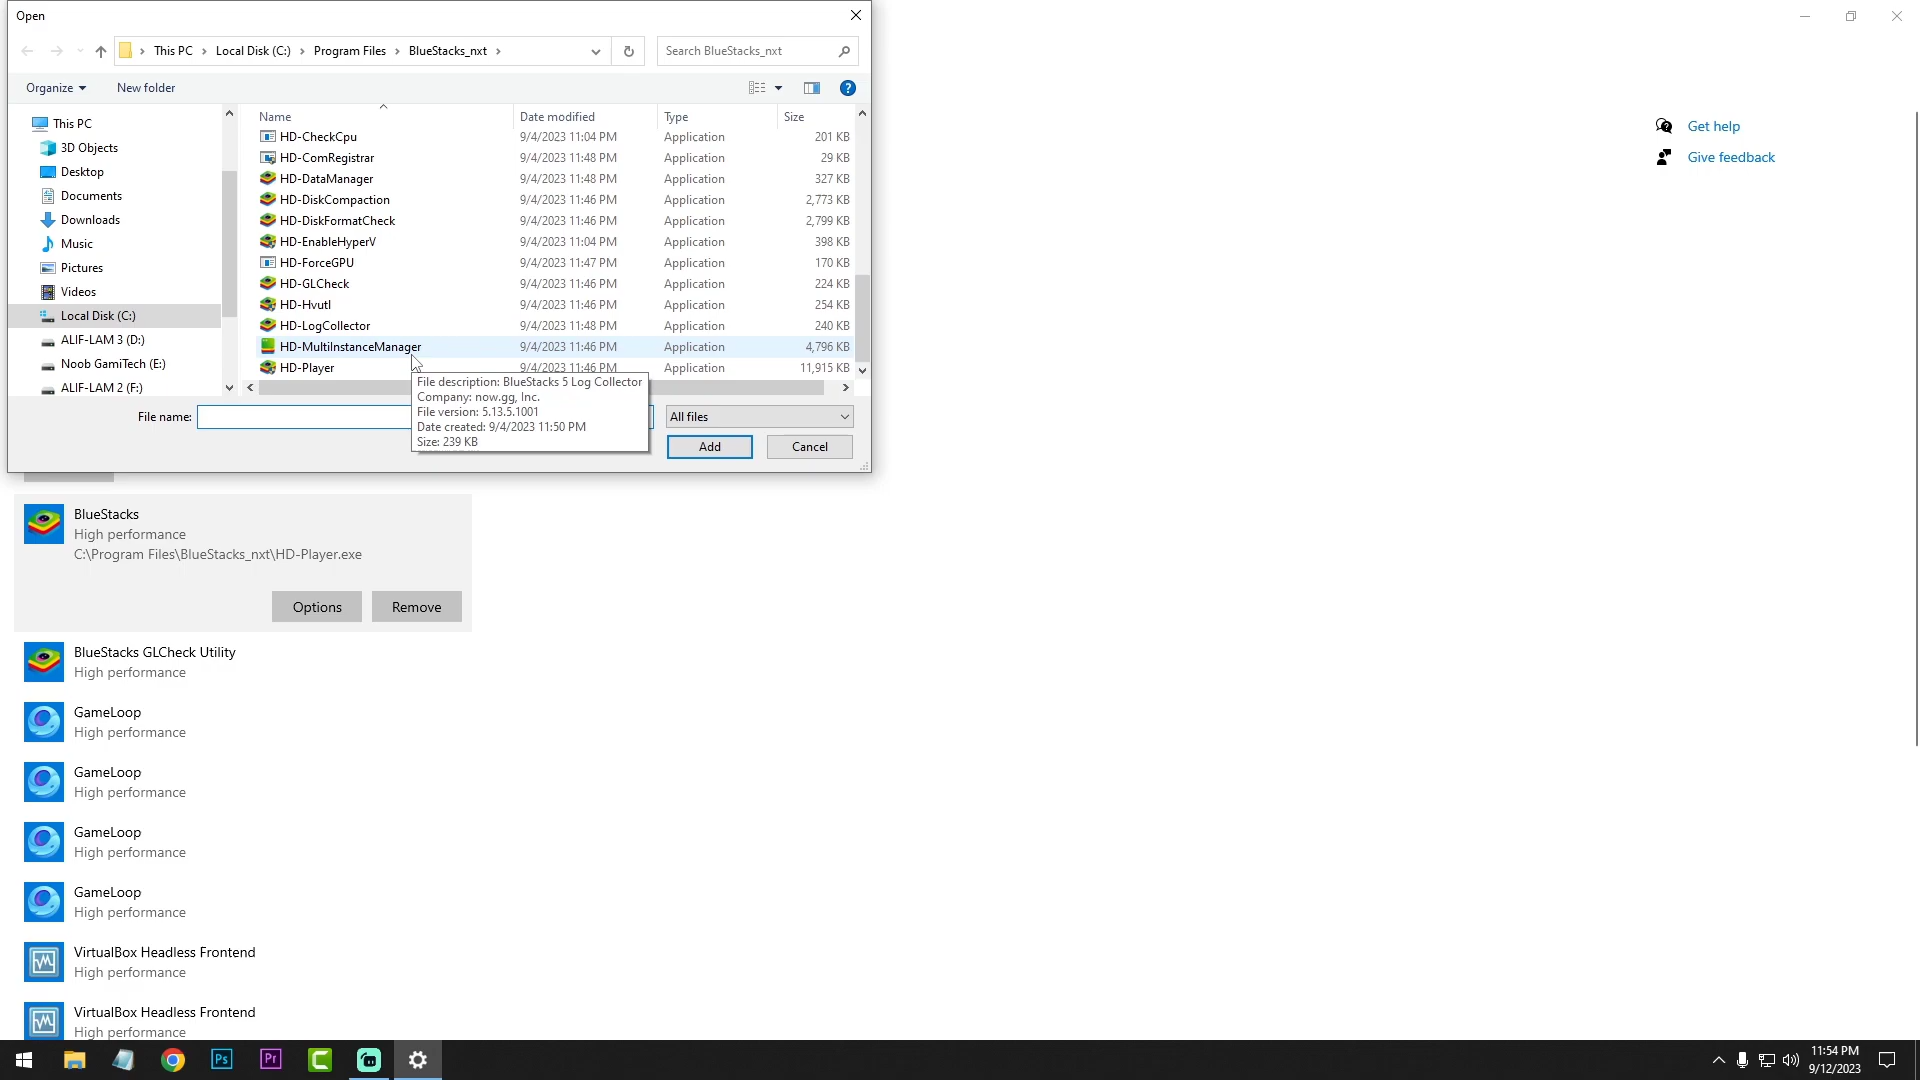 Open
This PC > Local Disk (C:) > Program Files > BlueStacks_nxt >
Search BlueStacks_nxt
Organize
New folder
Name
Date modified
Type
Size
This PC
3D Objects
Desktop
Documents
Downloads
Music
Pictures
Videos
Local Disk (C:)
ALIF-LAM 3 (D:)
Noob GamiTech (E:)
ALIF-LAM 2 (F:)
HD-CheckCpu 9/4/2023 11:04 PM Application 201 KB
HD-ComRegistrar 9/4/2023 11:48 PM Application 29 KB
HD-DataManager 9/4/2023 11:48 PM Application 327 KB
HD-DiskCompaction 9/4/2023 11:46 PM Application 2,773 KB
HD-DiskFormatCheck 9/4/2023 11:46 PM Application 2,799 KB
HD-EnableHyperV 9/4/2023 11:04 PM Application 398 KB
HD-ForceGPU 9/4/2023 11:47 PM Application 170 KB
HD-GLCheck 9/4/2023 11:46 PM Application 224 KB
HD-Hvutl 9/4/2023 11:46 PM Application 254 KB
HD-LogCollector 9/4/2023 11:48 PM Application 240 KB
HD-MultiInstanceManager 9/4/2023 11:46 PM Application 4,796 KB
HD-Player 9/4/2023 11:46 PM Application 11,915 KB
File description: BlueStacks 5 Log Collector
Company: now.gg, Inc.
File version: 5.13.5.1001
Date created: 9/4/2023 11:50 PM
Size: 239 KB
File name:
All files
Add
Cancel
Get help
Give feedback
BlueStacks
High performance
C:\Program Files\BlueStacks_nxt\HD-Player.exe
Options
Remove
BlueStacks GLCheck Utility
High performance
GameLoop
High performance
GameLoop
High performance
GameLoop
High performance
GameLoop
High performance
VirtualBox Headless Frontend
High performance
VirtualBox Headless Frontend
High performance
Ps
Pr
11:54 PM
9/12/2023